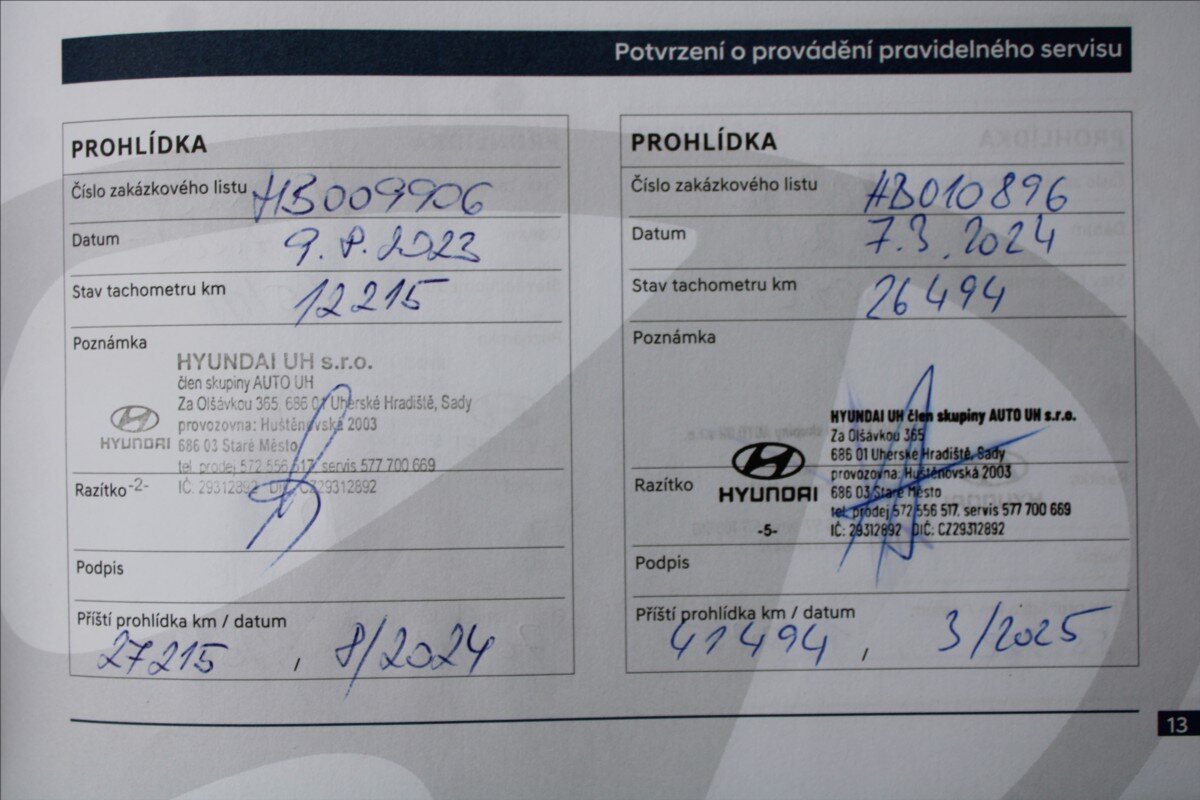 Potvrzení o provádění pravidelného servisu
PROHLÍDKA
Číslo zakázkového listu HB009906
Datum 9.8.2023
Stav tachometru km 12215
Poznámka
HYUNDAI UH s.r.o.
člen skupiny AUTO UH
Za Olšávkou 365, 686 01 Uherské Hradiště, Sady
provozovna: Huštěnovská 2003
HYUNDAI 686 03 Staré Město
tel. prodej 572 556 517, servis 577 700 669
Razítko -2- IČ: 29312892 DIČ: CZ29312892
Podpis
Příští prohlídka km / datum
27215 , 8/2024
PROHLÍDKA
Číslo zakázkového listu HB010896
Datum 7.3.2024
Stav tachometru km 26494
Poznámka
HYUNDAI UH člen skupiny AUTO UH s.r.o.
Za Olšávkou 365
686 01 Uherské Hradiště, Sady
provozovna: Huštěnovská 2003
Razítko HYUNDAI 686 03 Staré Město
tel. prodej 572 556 517, servis 577 700 669
-5- IČ: 29312892 DIČ: CZ29312892
Podpis
Příští prohlídka km / datum
41494 , 3/2025
13